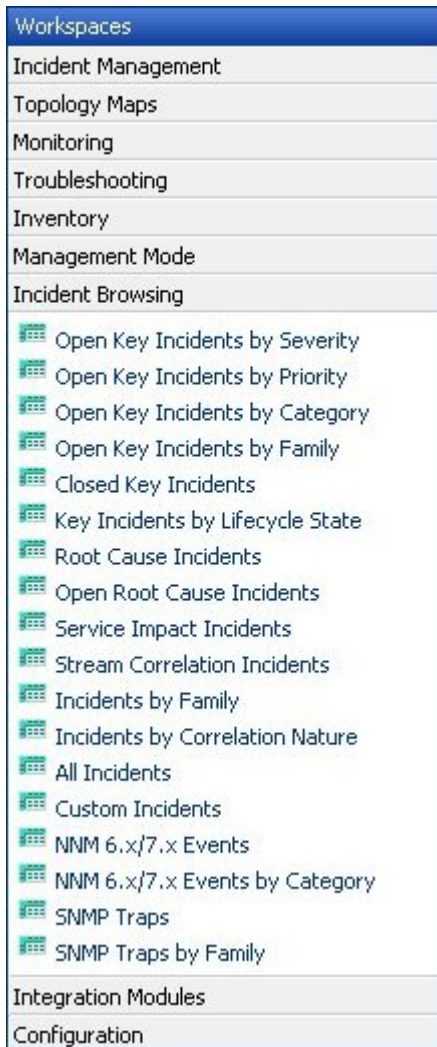 Workspaces
Incident Management
Topology Maps
Monitoring
Troubleshooting
Inventory
Management Mode
Incident Browsing
Open Key Incidents by Severity
Open Key Incidents by Priority
Open Key Incidents by Category
Open Key Incidents by Family
Closed Key Incidents
Key Incidents by Lifecycle State
Root Cause Incidents
Open Root Cause Incidents
Service Impact Incidents
Stream Correlation Incidents
Incidents by Family
Incidents by Correlation Nature
All Incidents
Custom Incidents
NNM 6.x/7.x Events
NNM 6.x/7.x Events by Category
SNMP Traps
SNMP Traps by Family
Integration Modules
Configuration